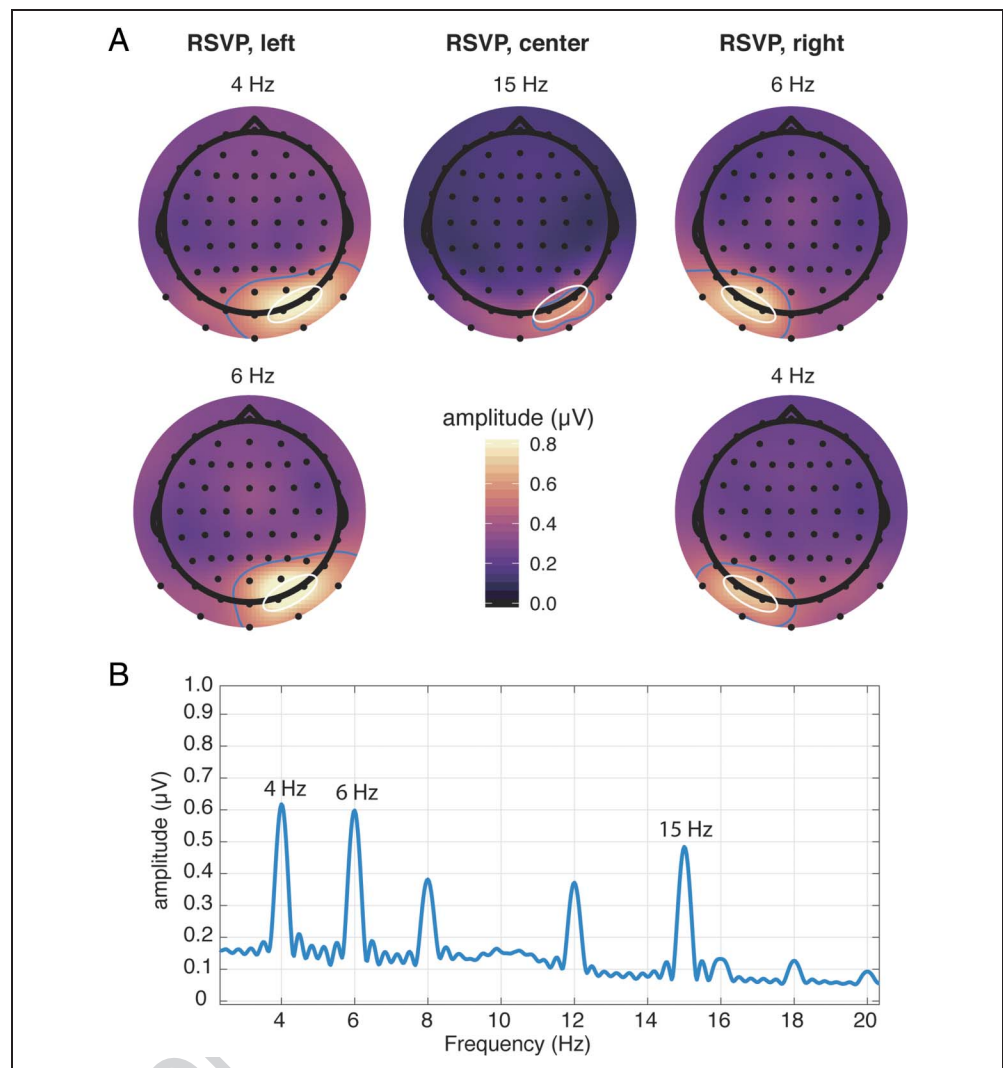 A
RSVP, left
RSVP, center
RSVP, right
4 Hz
15 Hz
6 Hz
6 Hz
4 Hz
amplitude (µV)
0.8
0.6
0.4
0.2
0.0
B
1.0
0.9
0.8
0.7
0.6
0.5
0.4
0.3
0.2
0.1
0
amplitude (µV)
4 Hz
6 Hz
15 Hz
4 6 8 10 12 14 16 18 20
Frequency (Hz)